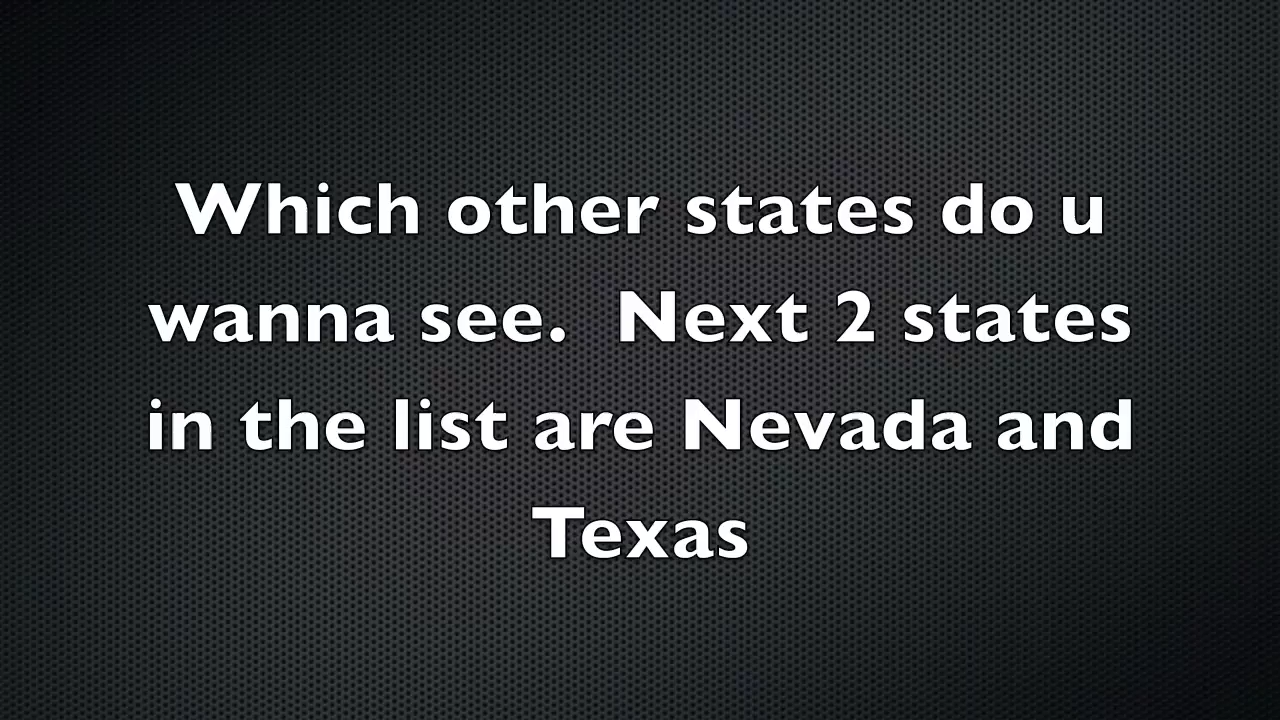 Which other states do u
wanna see.  Next 2 states
in the list are Nevada and
Texas